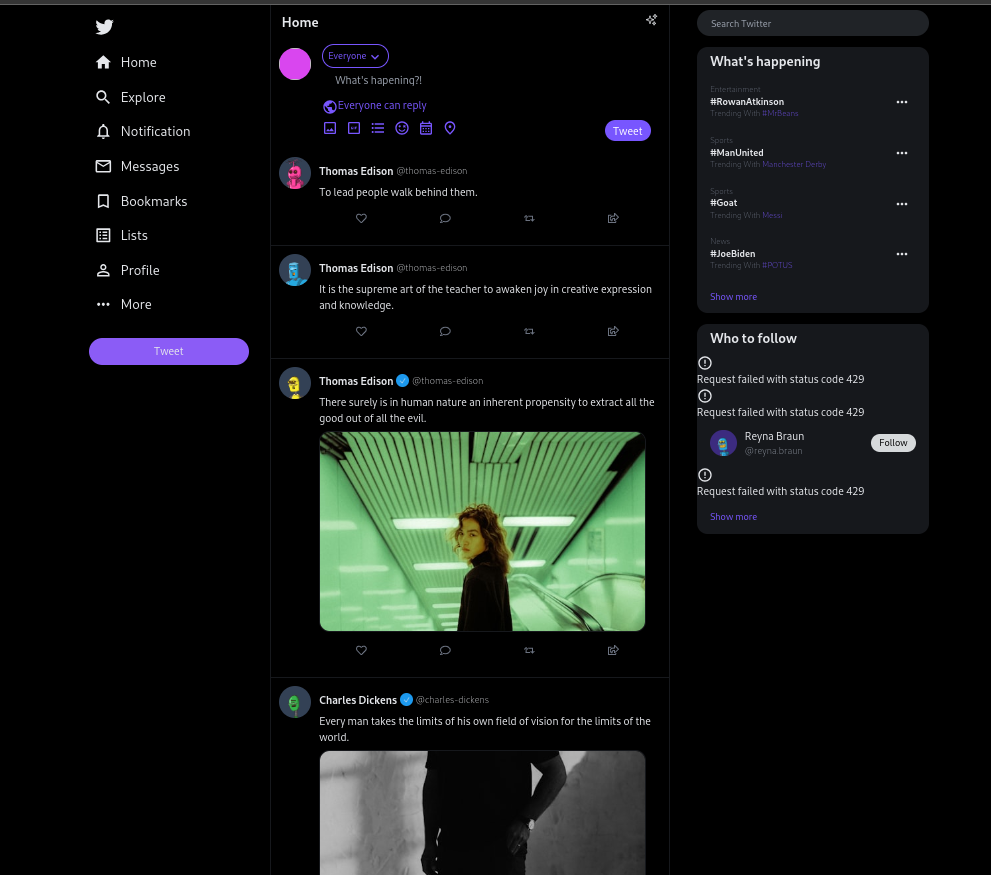 Home
Explore
Notification
Messages
Bookmarks
Lists
Profile
More
Tweet
Home
Everyone
What's hapening?!
Everyone can reply
Tweet
Thomas Edison @thomas-edison
To lead people walk behind them.
Thomas Edison @thomas-edison
It is the supreme art of the teacher to awaken joy in creative expression
and knowledge.
Thomas Edison @thomas-edison
There surely is in human nature an inherent propensity to extract all the
good out of all the evil.
Charles Dickens @charles-dickens
Every man takes the limits of his own field of vision for the limits of the
world.
Search Twitter
What's happening
Entertainment
#RowanAtkinson
Trending With #MrBeans
Sports
#ManUnited
Trending With Manchester Derby
Sports
#Goat
Trending With Messi
News
#JoeBiden
Trending With #POTUS
Show more
Who to follow
Request failed with status code 429
Request failed with status code 429
Reyna Braun
@reyna.braun
Follow
Request failed with status code 429
Show more